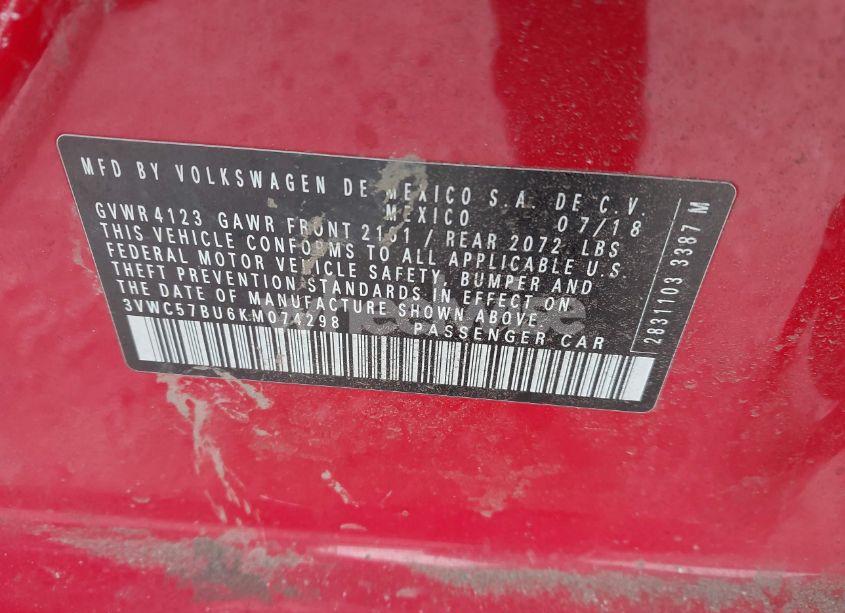 MFD BY VOLKSWAGEN DE MEXICO S.A. DE C.V.
MEXICO 07/18
GVWR 4123 GAWR FRONT 2161 / REAR 2072 LBS
THIS VEHICLE CONFORMS TO ALL APPLICABLE U.S.
FEDERAL MOTOR VEHICLE SAFETY, BUMPER AND
THEFT PREVENTION STANDARDS IN EFFECT ON
THE DATE OF MANUFACTURE SHOWN ABOVE.
3VWC57BU6KM074298 PASSENGER CAR
2831103 3387 M